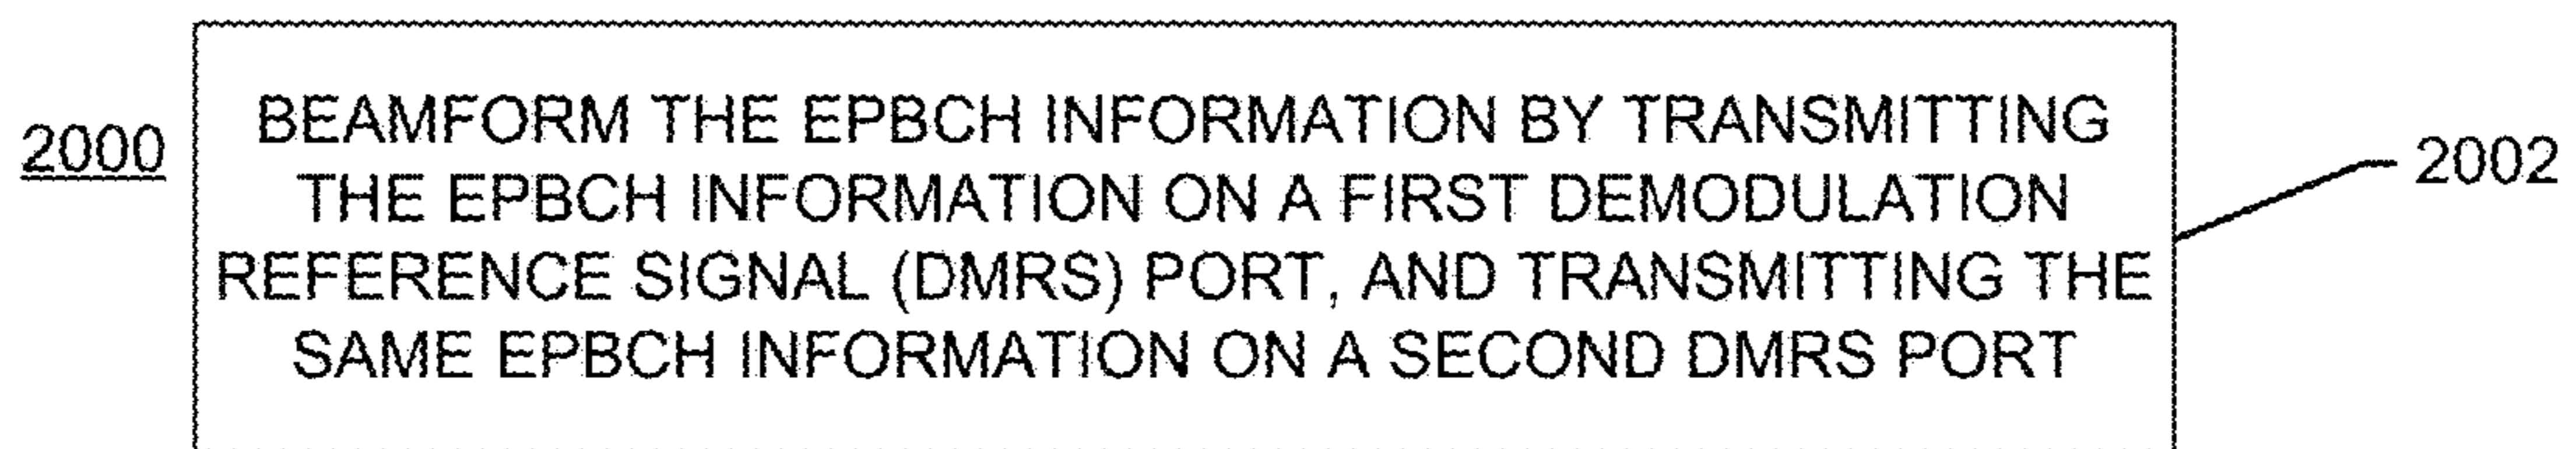 2000
BEAMFORM THE EPBCH INFORMATION BY TRANSMITTING
THE EPBCH INFORMATION ON A FIRST DEMODULATION
REFERENCE SIGNAL (DMRS) PORT, AND TRANSMITTING THE
SAME EPBCH INFORMATION ON A SECOND DMRS PORT
2002